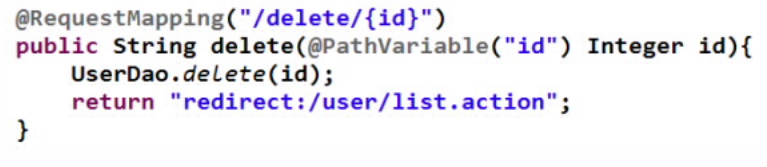 @RequestMapping("/delete/{id}")
public String delete(@PathVariable("id") Integer id){
    UserDao.delete(id);
    return "redirect:/user/list.action";
}